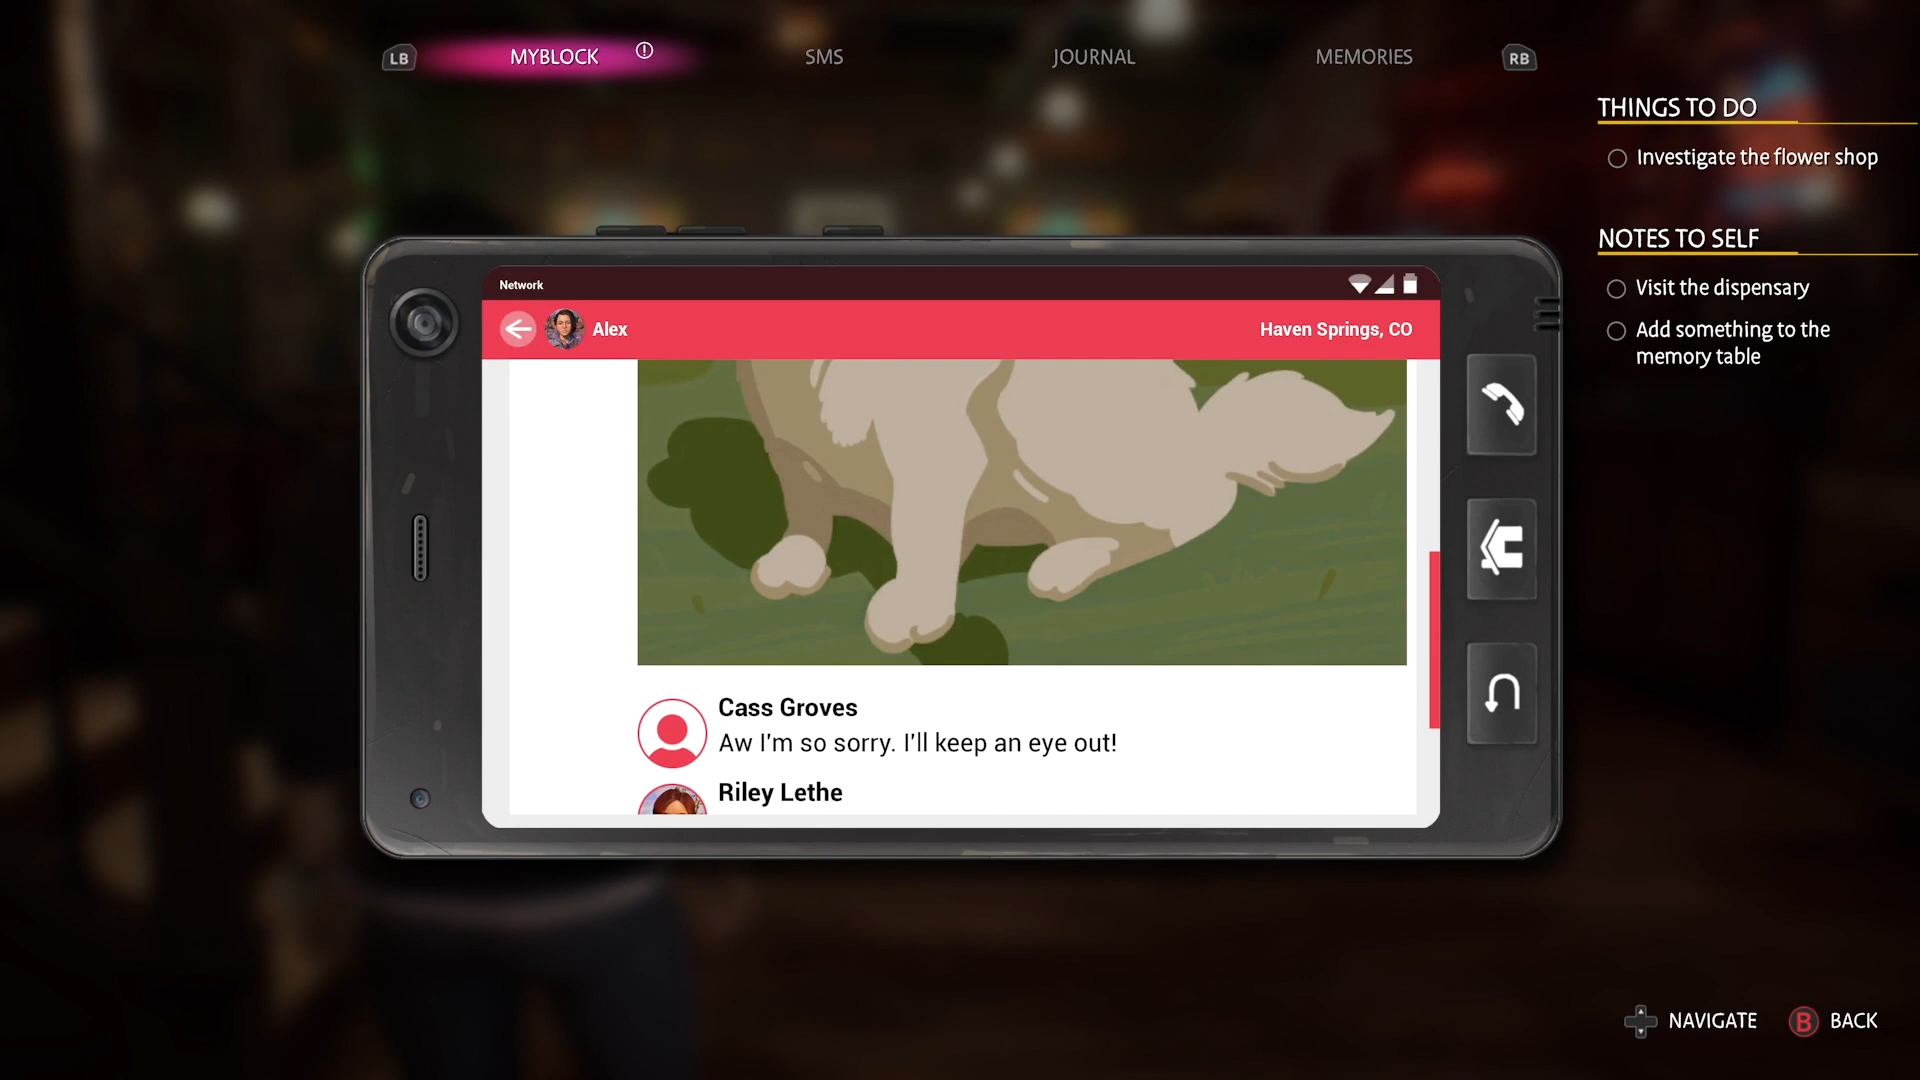 LB
MYBLOCK
SMS
JOURNAL
MEMORIES
RB
THINGS TO DO
Investigate the flower shop
NOTES TO SELF
Visit the dispensary
Add something to the
memory table
Network
Alex
Haven Springs, CO
Cass Groves
Aw I'm so sorry. I'll keep an eye out!
Riley Lethe
NAVIGATE
B BACK